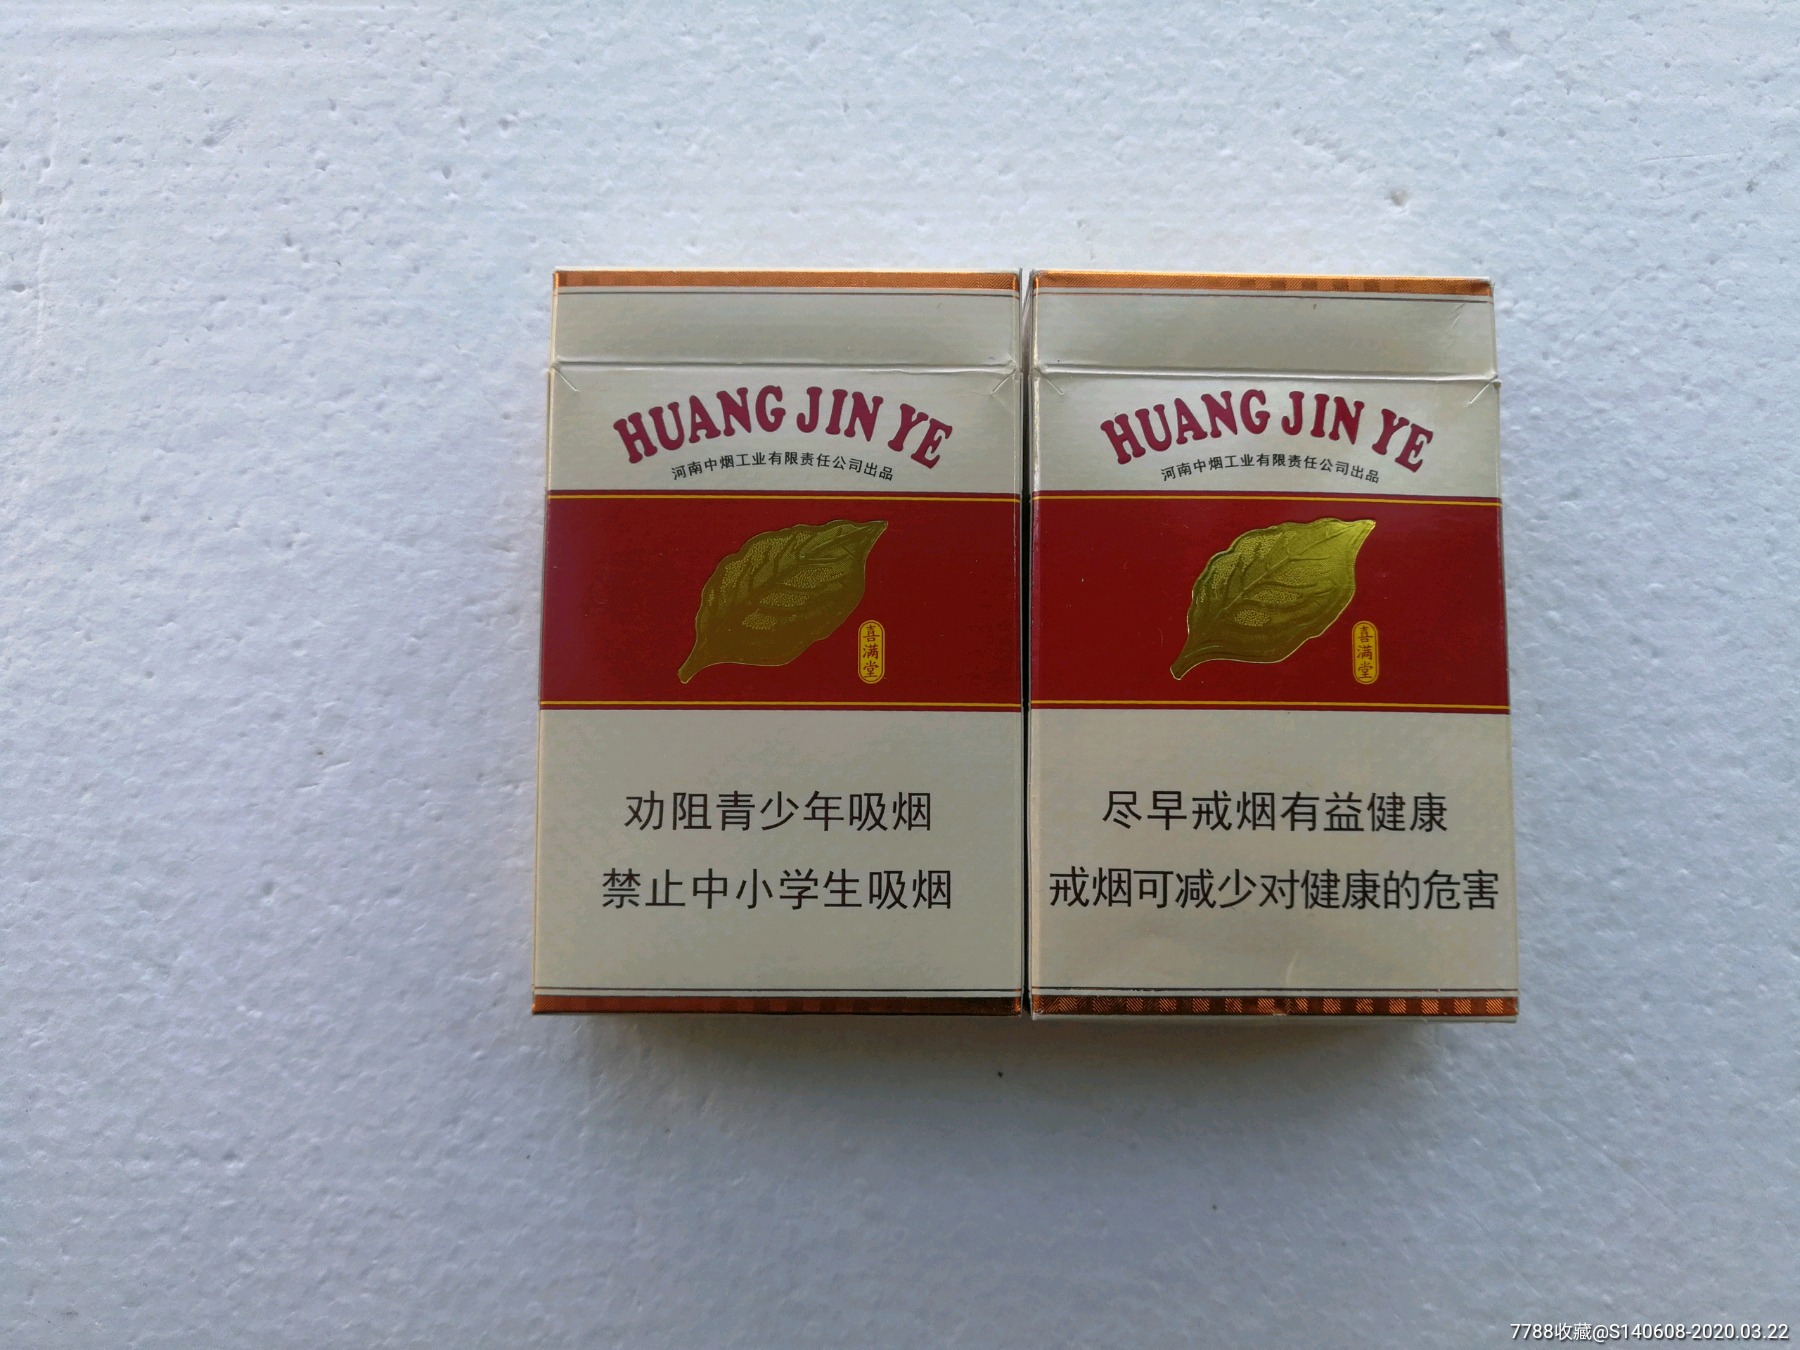 HUANG JIN YE
河南中烟工业有限责任公司出品
喜满堂
劝阻青少年吸烟
禁止中小学生吸烟
HUANG JIN YE
河南中烟工业有限责任公司出品
喜满堂
尽早戒烟有益健康
戒烟可减少对健康的危害
7788收藏@S140608-2020.03.22